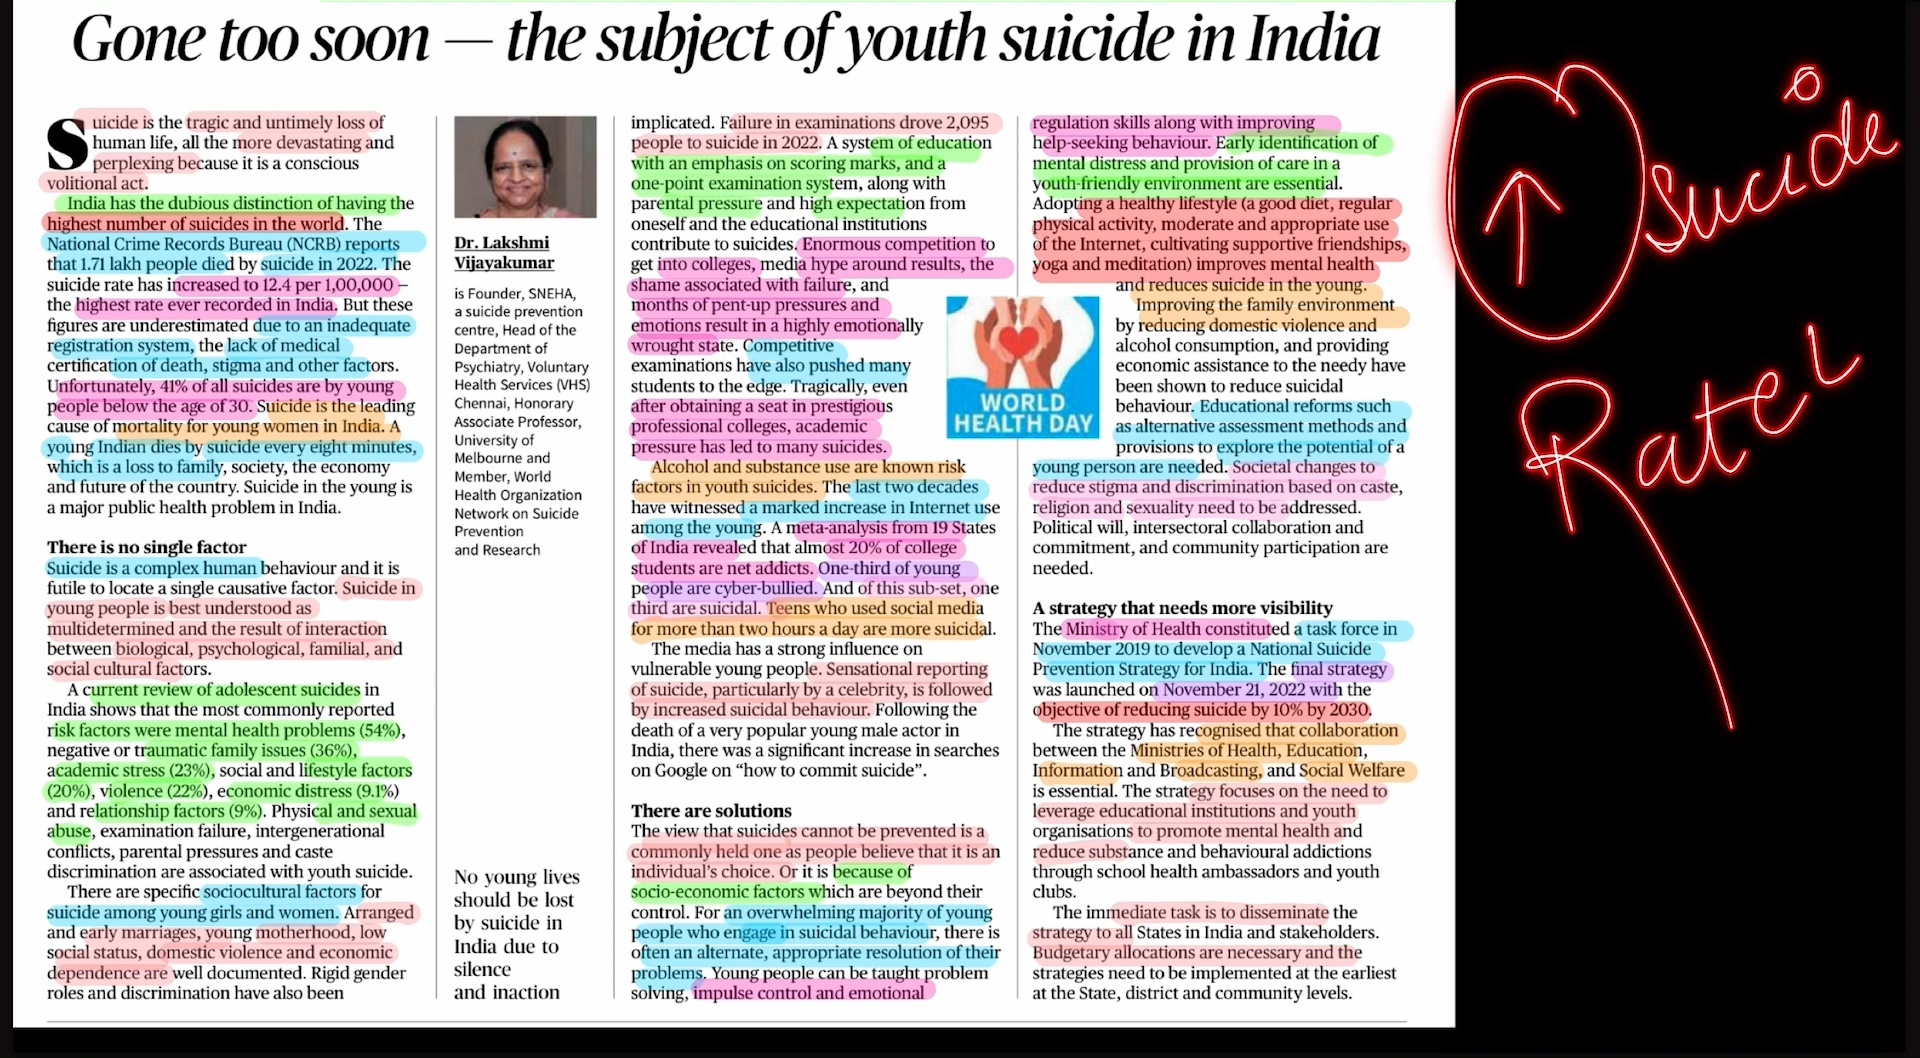 Gone too soon — the subject of youth suicide in India
Suicide is the tragic and untimely loss of
human life, all the more devastating and
perplexing because it is a conscious
volitional act.
India has the dubious distinction of having the
highest number of suicides in the world. The
National Crime Records Bureau (NCRB) reports
that 1.71 lakh people died by suicide in 2022. The
suicide rate has increased to 12.4 per 1,00,000 —
the highest rate ever recorded in India. But these
figures are underestimated due to an inadequate
registration system, the lack of medical
certification of death, stigma and other factors.
Unfortunately, 41% of all suicides are by young
people below the age of 30. Suicide is the leading
cause of mortality for young women in India. A
young Indian dies by suicide every eight minutes,
which is a loss to family, society, the economy
and future of the country. Suicide in the young is
a major public health problem in India.
There is no single factor
Suicide is a complex human behaviour and it is
futile to locate a single causative factor. Suicide in
young people is best understood as
multidetermined and the result of interaction
between biological, psychological, familial, and
social cultural factors.
A current review of adolescent suicides in
India shows that the most commonly reported
risk factors were mental health problems (54%),
negative or traumatic family issues (36%),
academic stress (23%), social and lifestyle factors
(20%), violence (22%), economic distress (9.1%)
and relationship factors (9%). Physical and sexual
abuse, examination failure, intergenerational
conflicts, parental pressures and caste
discrimination are associated with youth suicide.
There are specific sociocultural factors for
suicide among young girls and women. Arranged
and early marriages, young motherhood, low
social status, domestic violence and economic
dependence are well documented. Rigid gender
roles and discrimination have also been
Dr. Lakshmi
Vijayakumar
is Founder, SNEHA,
a suicide prevention
centre, Head of the
Department of
Psychiatry, Voluntary
Health Services (VHS)
Chennai, Honorary
Associate Professor,
University of
Melbourne and
Member, World
Health Organization
Network on Suicide
Prevention
and Research
No young lives
should be lost
by suicide in
India due to
silence
and inaction
implicated. Failure in examinations drove 2,095
people to suicide in 2022. A system of education
with an emphasis on scoring marks, and a
one-point examination system, along with
parental pressure and high expectation from
oneself and the educational institutions
contribute to suicides. Enormous competition to
get into colleges, media hype around results, the
shame associated with failure, and
months of pent-up pressures and
emotions result in a highly emotionally
wrought state. Competitive
examinations have also pushed many
students to the edge. Tragically, even
after obtaining a seat in prestigious
professional colleges, academic
pressure has led to many suicides.
Alcohol and substance use are known risk
factors in youth suicides. The last two decades
have witnessed a marked increase in Internet use
among the young. A meta-analysis from 19 States
of India revealed that almost 20% of college
students are net addicts. One-third of young
people are cyber-bullied. And of this sub-set, one
third are suicidal. Teens who used social media
for more than two hours a day are more suicidal.
The media has a strong influence on
vulnerable young people. Sensational reporting
of suicide, particularly by a celebrity, is followed
by increased suicidal behaviour. Following the
death of a very popular young male actor in
India, there was a significant increase in searches
on Google on “how to commit suicide”.
There are solutions
The view that suicides cannot be prevented is a
commonly held one as people believe that it is an
individual’s choice. Or it is because of
socio-economic factors which are beyond their
control. For an overwhelming majority of young
people who engage in suicidal behaviour, there is
often an alternate, appropriate resolution of their
problems. Young people can be taught problem
solving, impulse control and emotional
WORLD
HEALTH DAY
regulation skills along with improving
help-seeking behaviour. Early identification of
mental distress and provision of care in a
youth-friendly environment are essential.
Adopting a healthy lifestyle (a good diet, regular
physical activity, moderate and appropriate use
of the Internet, cultivating supportive friendships,
yoga and meditation) improves mental health
and reduces suicide in the young.
Improving the family environment
by reducing domestic violence and
alcohol consumption, and providing
economic assistance to the needy have
been shown to reduce suicidal
behaviour. Educational reforms such
as alternative assessment methods and
provisions to explore the potential of a
young person are needed. Societal changes to
reduce stigma and discrimination based on caste,
religion and sexuality need to be addressed.
Political will, intersectoral collaboration and
commitment, and community participation are
needed.
A strategy that needs more visibility
The Ministry of Health constituted a task force in
November 2019 to develop a National Suicide
Prevention Strategy for India. The final strategy
was launched on November 21, 2022 with the
objective of reducing suicide by 10% by 2030.
The strategy has recognised that collaboration
between the Ministries of Health, Education,
Information and Broadcasting, and Social Welfare
is essential. The strategy focuses on the need to
leverage educational institutions and youth
organisations to promote mental health and
reduce substance and behavioural addictions
through school health ambassadors and youth
clubs.
The immediate task is to disseminate the
strategy to all States in India and stakeholders.
Budgetary allocations are necessary and the
strategies need to be implemented at the earliest
at the State, district and community levels.
↑ Sucide
Rate